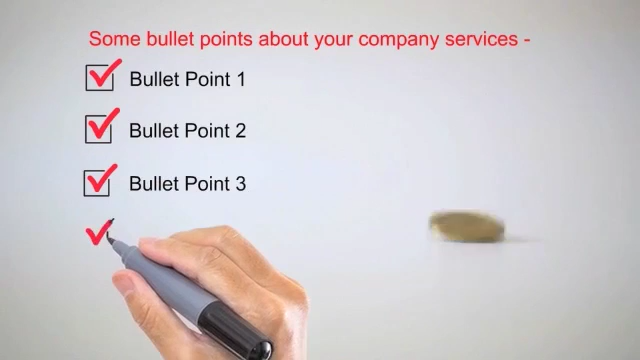 Some bullet points about your company services -
Bullet Point 1
Bullet Point 2
Bullet Point 3